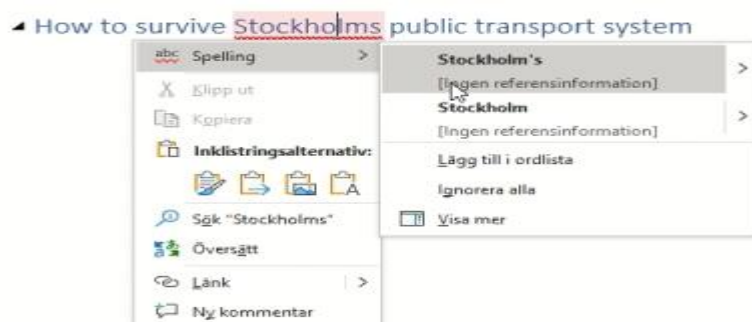 How to survive Stockholms public transport system
abc Spelling
Klipp ut
Kopiera
Inklistringsalternativ:
A
Sök "Stockholms"
Översätt
Länk
Ny kommentar
Stockholm's
[Ingen referensinformation]
Stockholm
[Ingen referensinformation]
Lägg till i ordlista
Ignorera alla
Visa mer